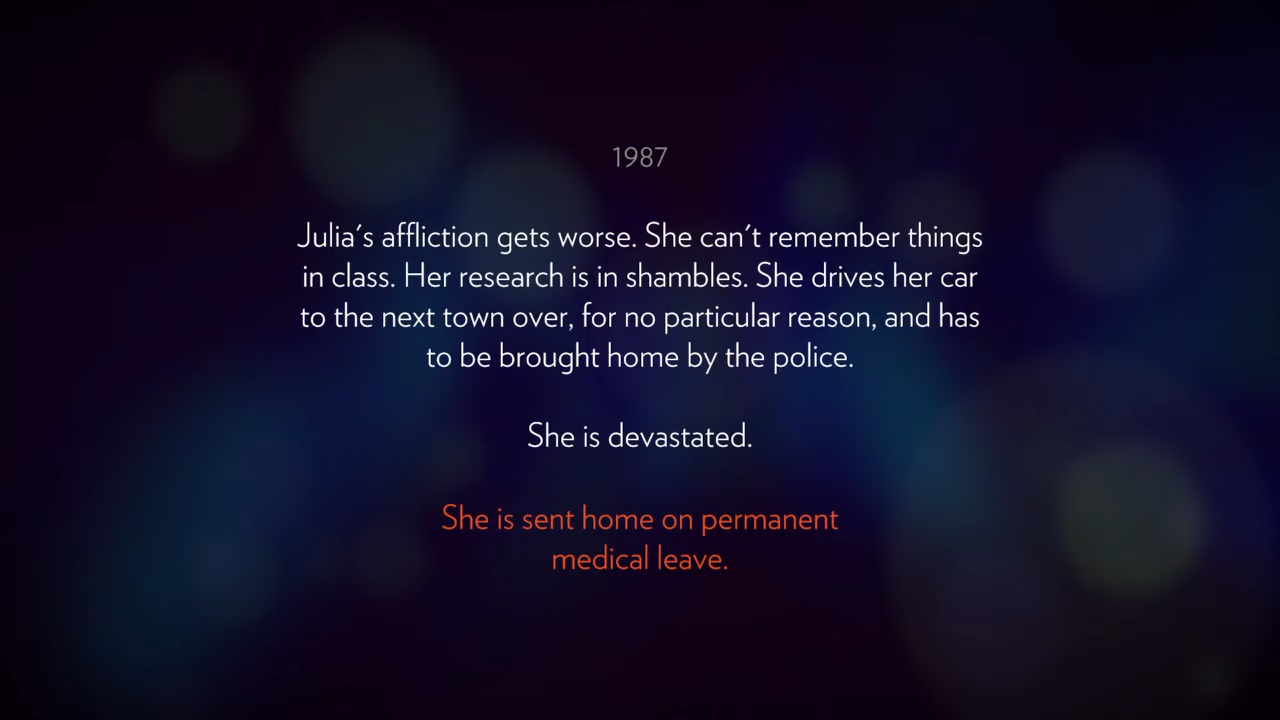 1987
Julia's affliction gets worse. She can't remember things
in class. Her research is in shambles. She drives her car
to the next town over, for no particular reason, and has
to be brought home by the police.
She is devastated.
She is sent home on permanent
medical leave.